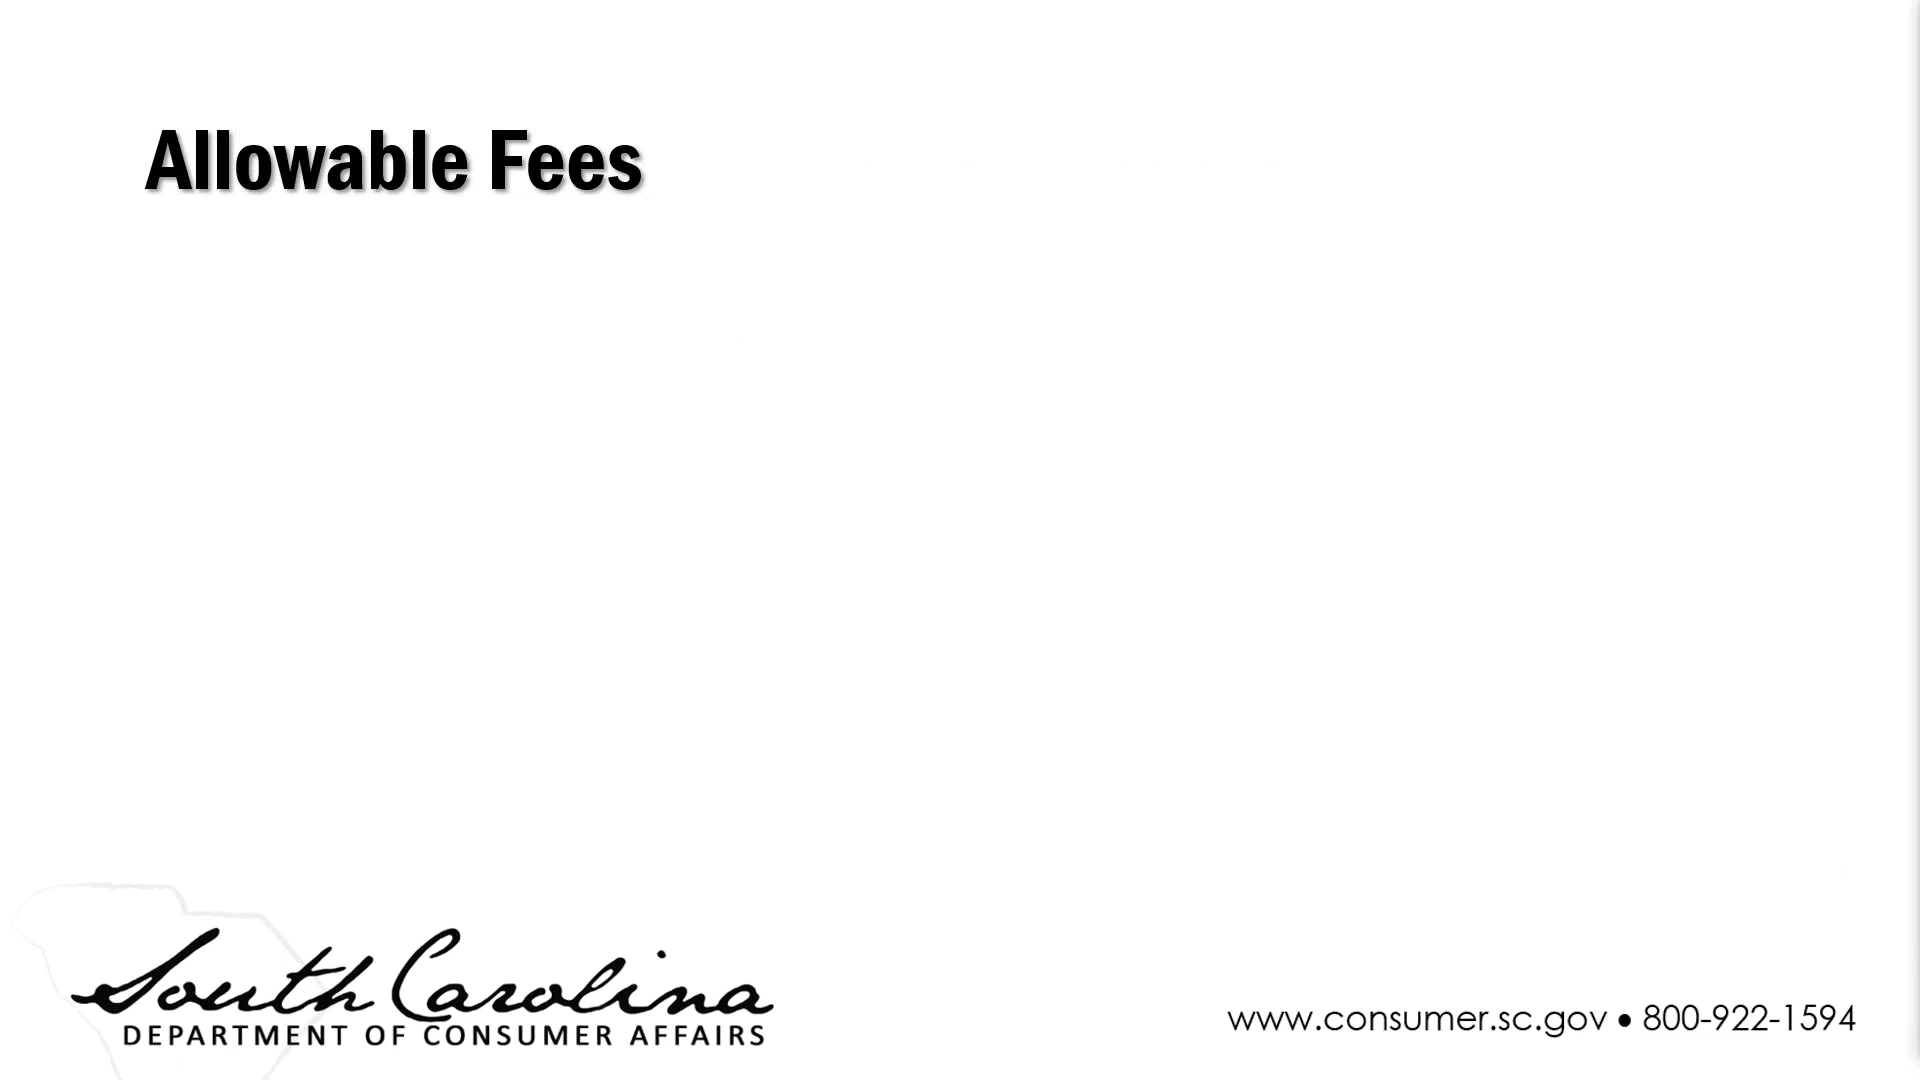 Allowable Fees
South Carolina
DEPARTMENT OF CONSUMER AFFAIRS
www.consumer.sc.gov • 800-922-1594